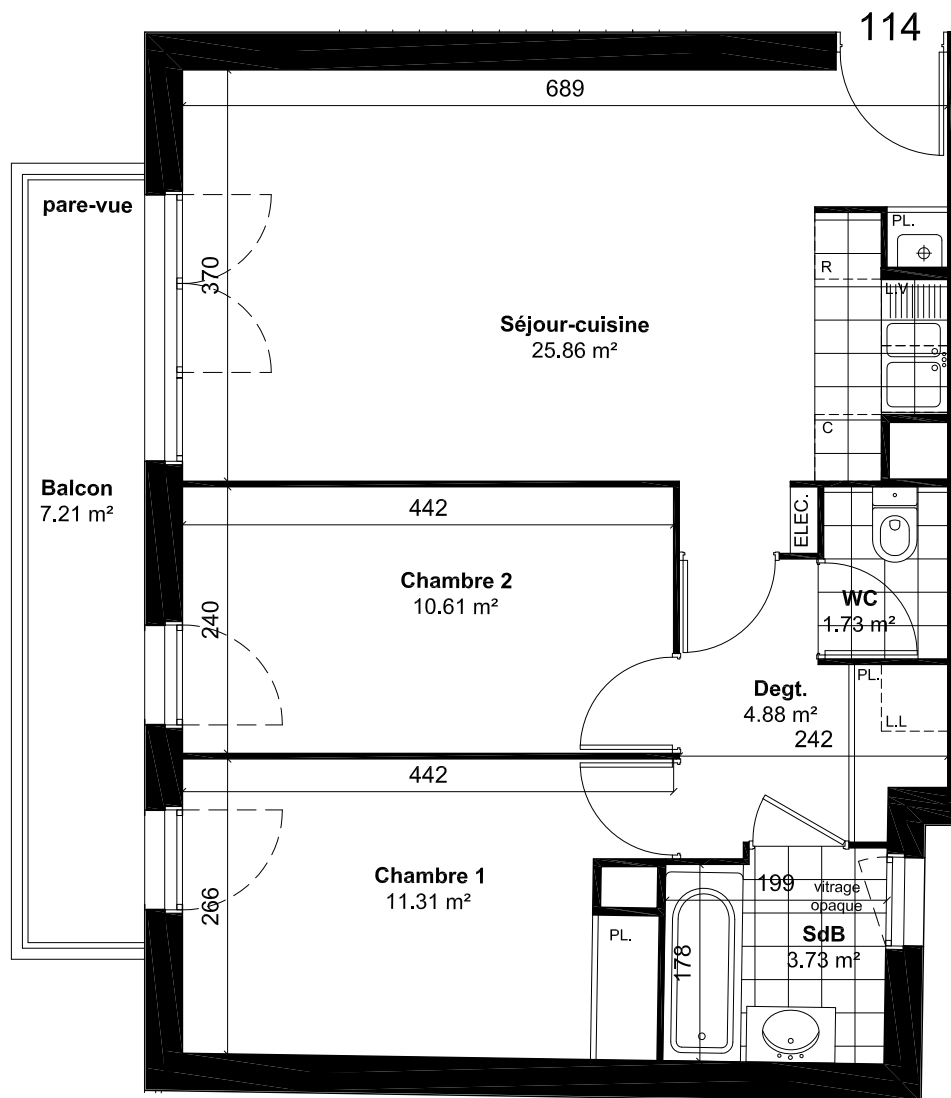 114
689
pare-vue
PL.
R
370
L.V
Séjour-cuisine
25.86 m²
C
Balcon
7.21 m²
442
ELEC.
Chambre 2
10.61 m²
240
WC
1.73 m²
PL.
Degt.
4.88 m²
L.L
242
442
Chambre 1
11.31 m²
266
199
vitrage
opaque
PL.
178
SdB
3.73 m²